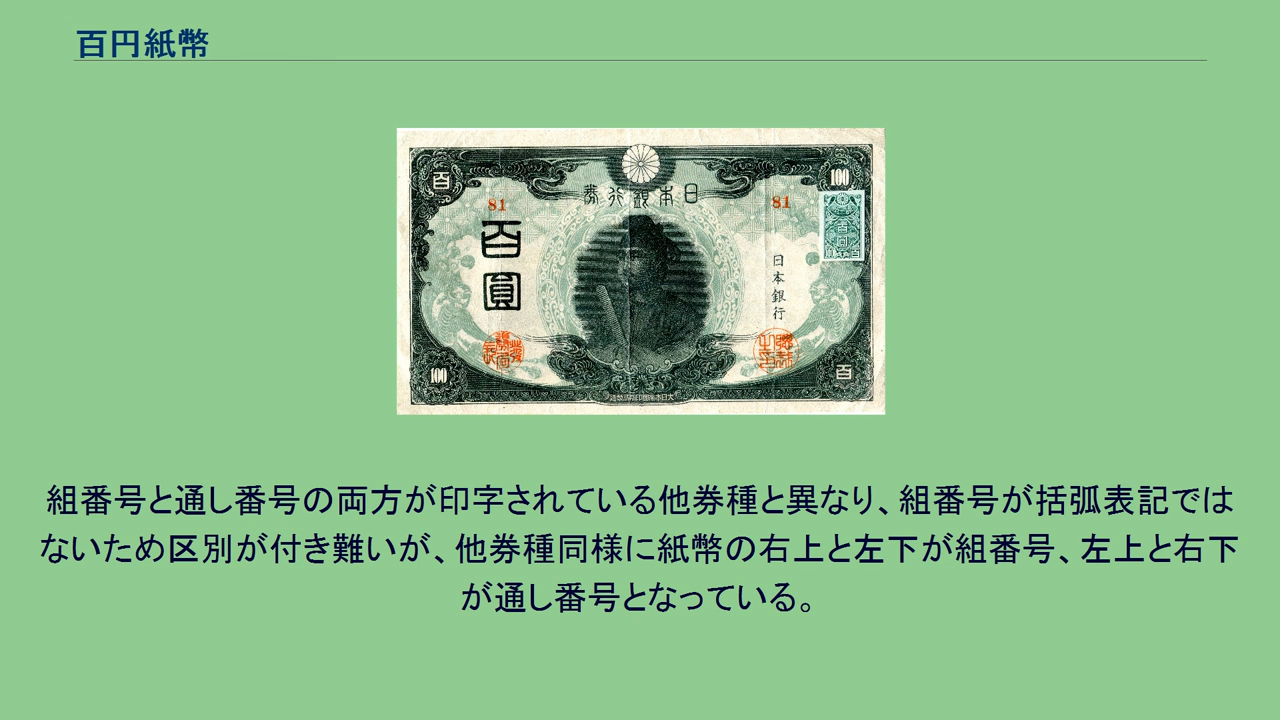 百円紙幣
百
100
日本銀行券
81
81
百圓
日本銀行
100
百
組番号と通し番号の両方が印字されている他券種と異なり、組番号が括弧表記では
ないため区別が付き難いが、他券種同様に紙幣の右上と左下が組番号、左上と右下
が通し番号となっている。